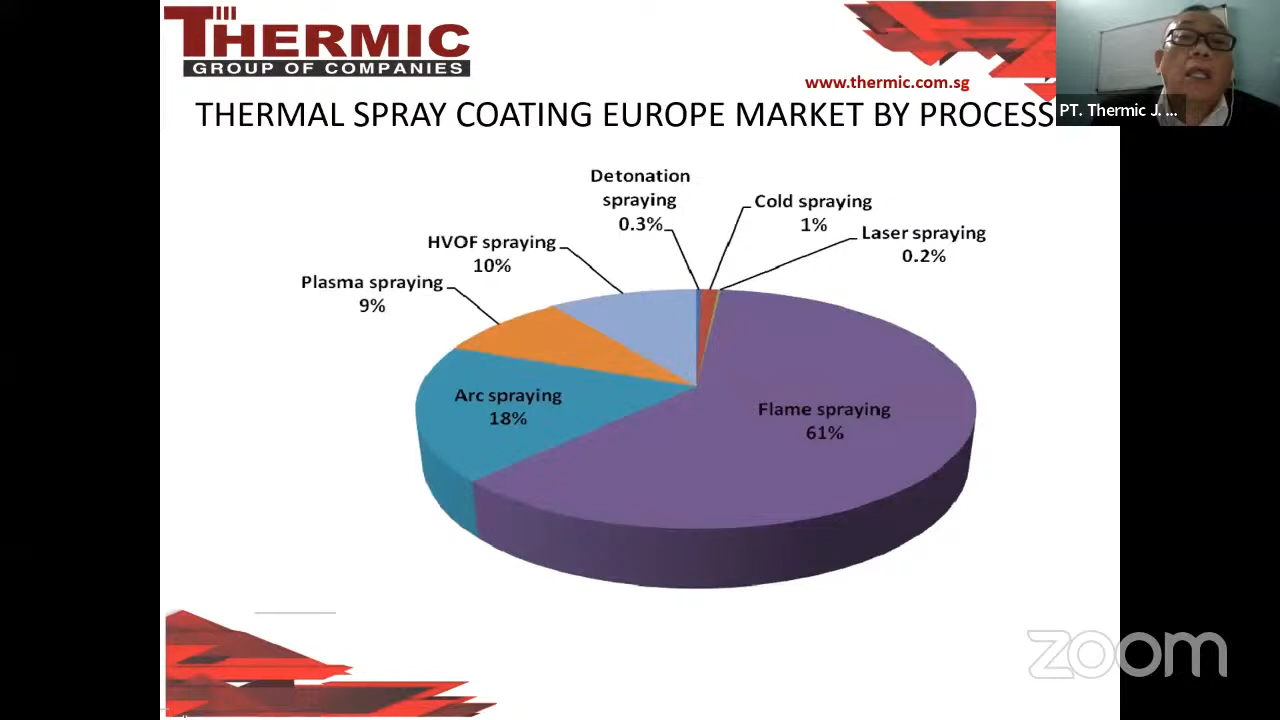 THERMIC
GROUP OF COMPANIES
www.thermic.com.sg
PT. Thermic J. ...
THERMAL SPRAY COATING EUROPE MARKET BY PROCESS
Detonation
spraying
0.3%
Cold spraying
1%
Laser spraying
0.2%
HVOF spraying
10%
Plasma spraying
9%
Arc spraying
18%
Flame spraying
61%
zoom